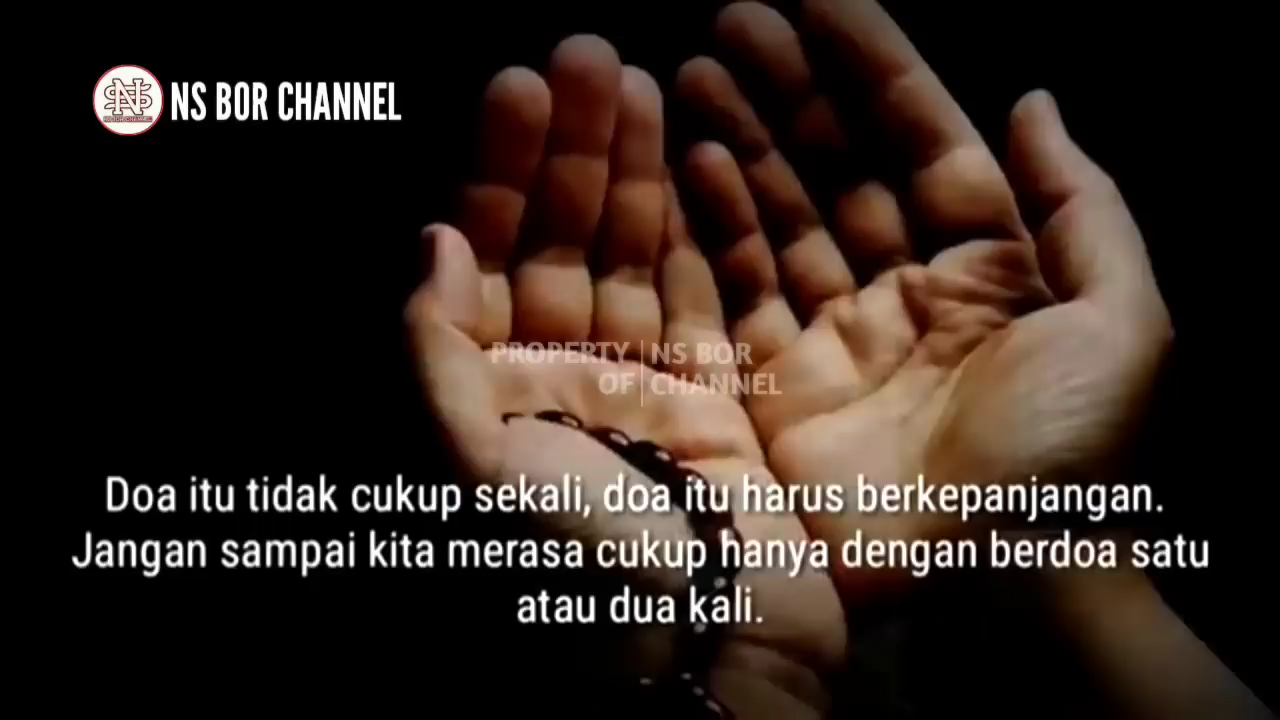 NS BOR CHANNEL
PROPERTY OF NS BOR CHANNEL
Doa itu tidak cukup sekali, doa itu harus berkepanjangan.
Jangan sampai kita merasa cukup hanya dengan berdoa satu
atau dua kali.